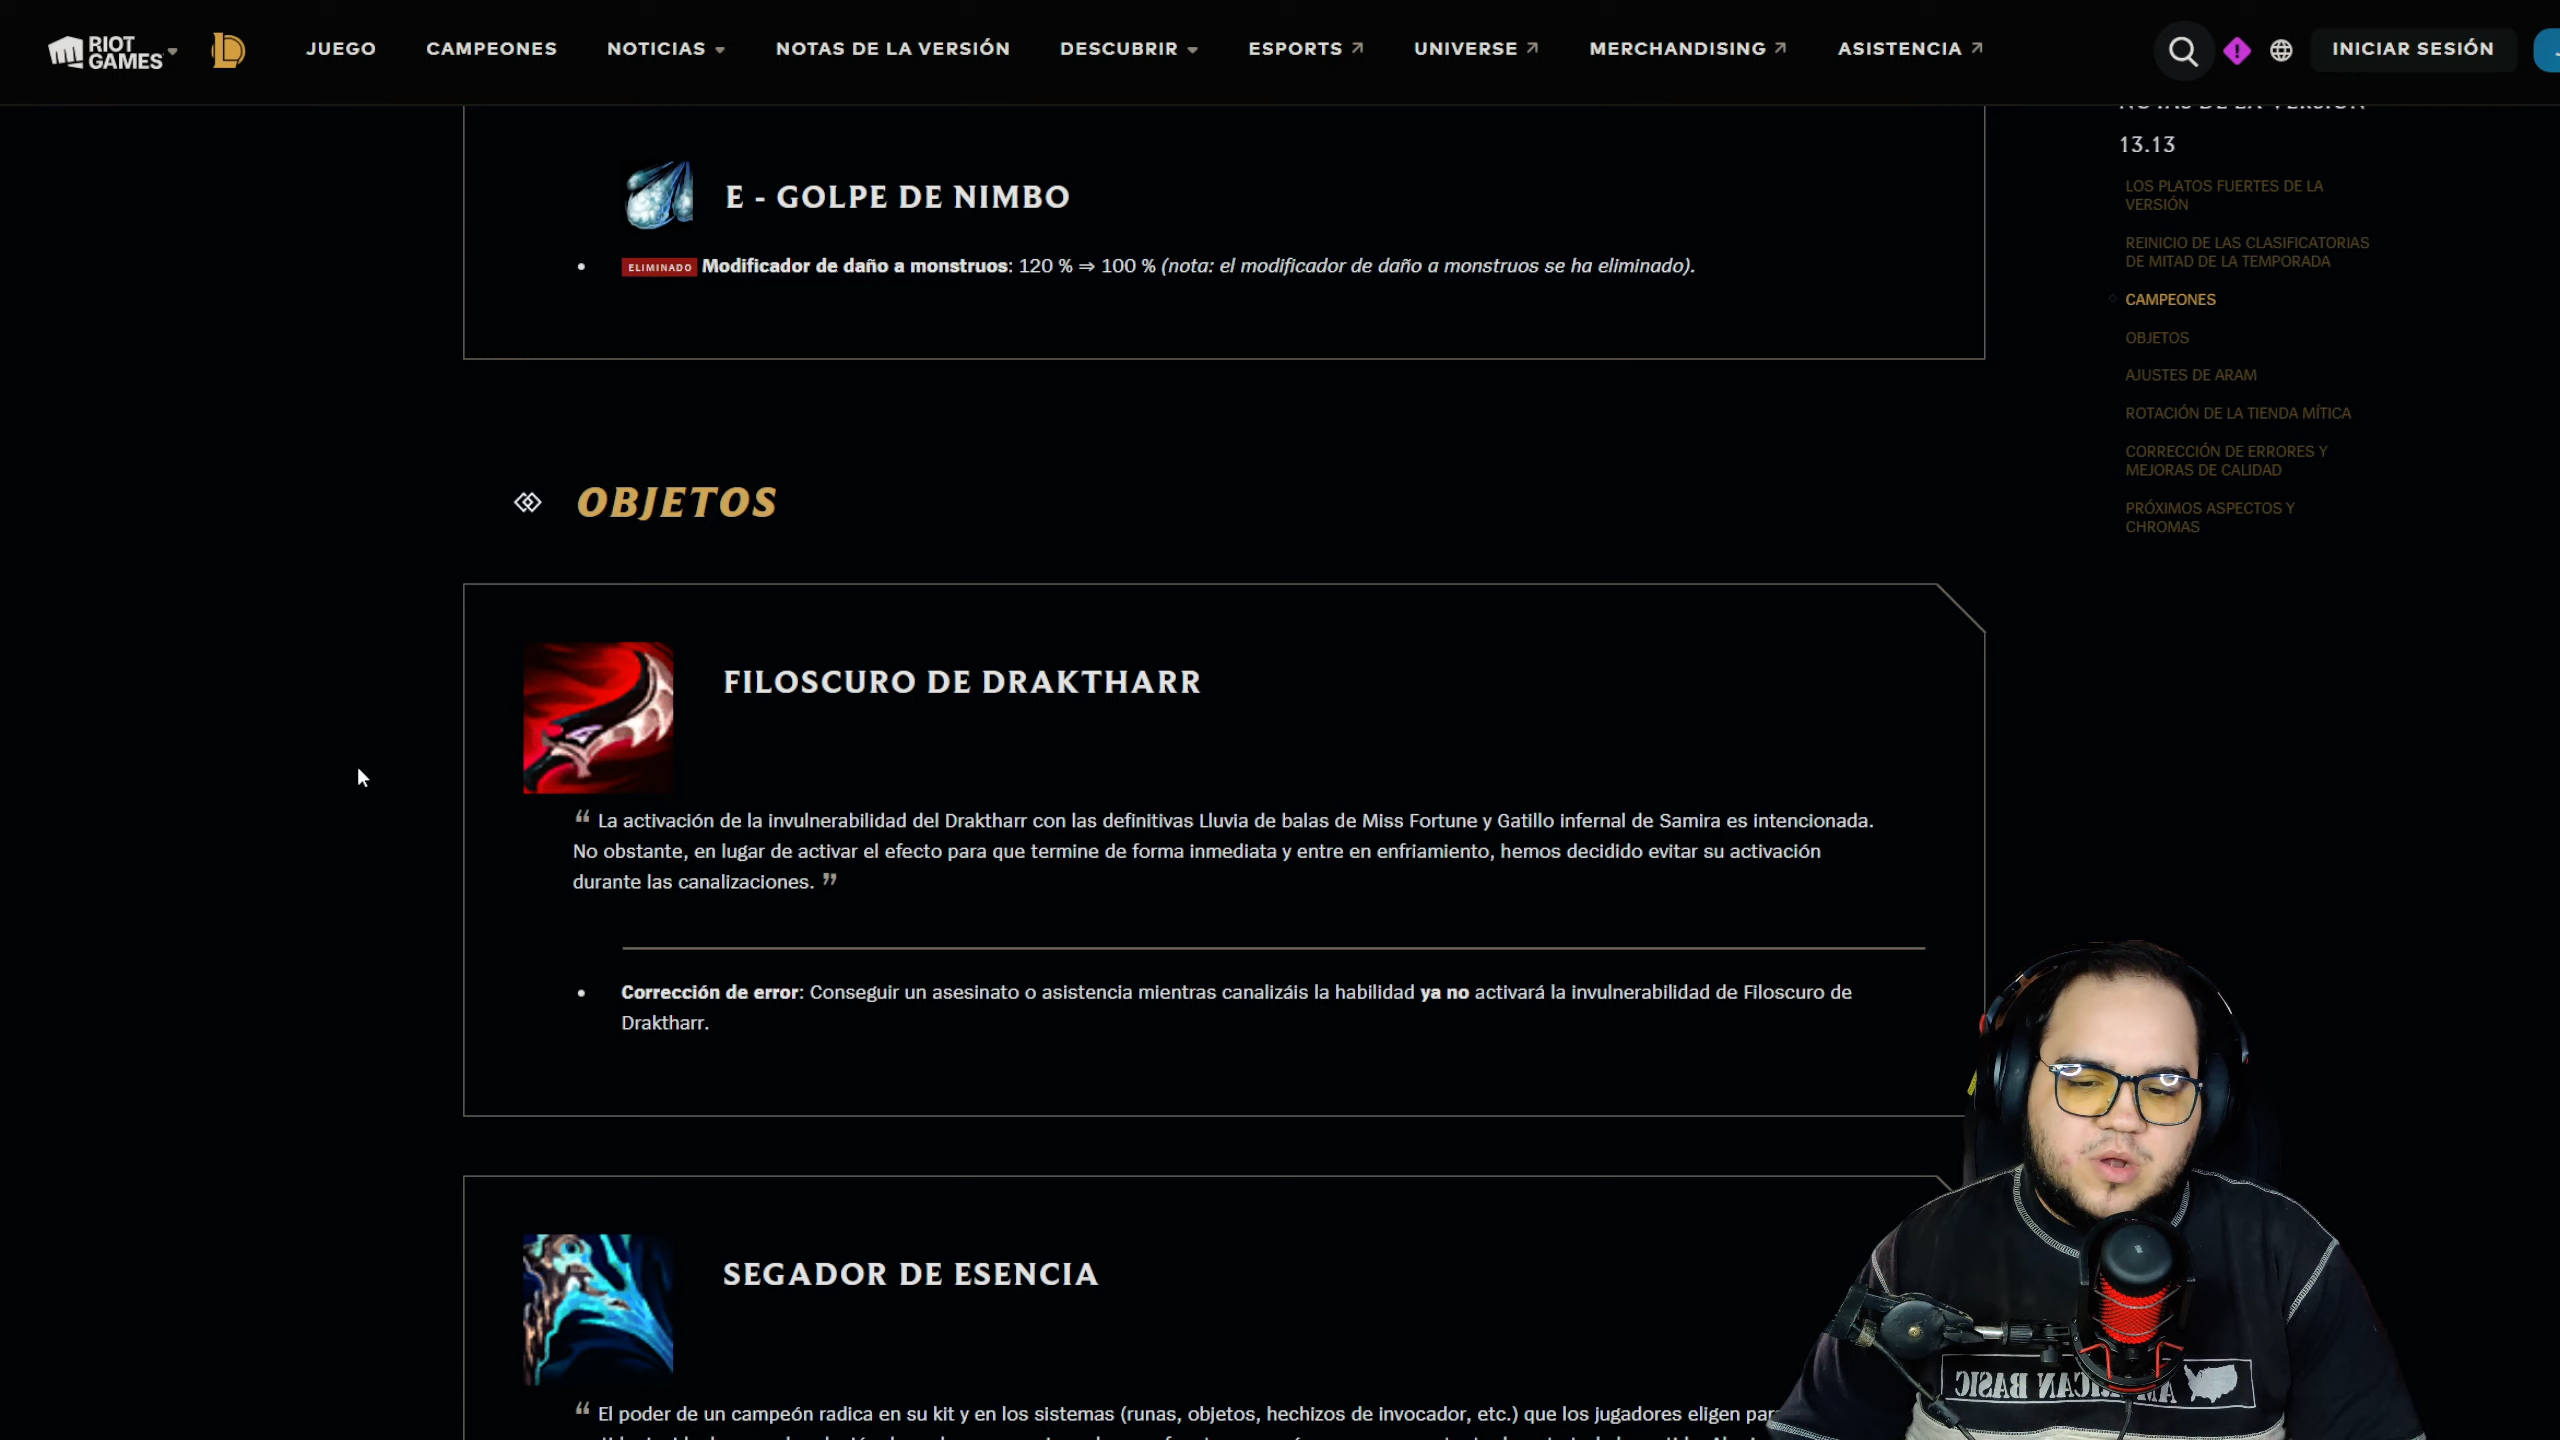 RIOT GAMES
JUEGO CAMPEONES NOTICIAS NOTAS DE LA VERSIÓN DESCUBRIR ESPORTS UNIVERSE MERCHANDISING ASISTENCIA INICIAR SESIÓN
NOTAS DE LA VERSIÓN
13.13
LOS PLATOS FUERTES DE LA
VERSIÓN
REINICIO DE LAS CLASIFICATORIAS
DE MITAD DE LA TEMPORADA
CAMPEONES
OBJETOS
AJUSTES DE ARAM
ROTACIÓN DE LA TIENDA MÍTICA
CORRECCIÓN DE ERRORES Y
MEJORAS DE CALIDAD
PRÓXIMOS ASPECTOS Y
CHROMAS
E - GOLPE DE NIMBO
• ELIMINADO Modificador de daño a monstruos: 120 % ⇒ 100 % (nota: el modificador de daño a monstruos se ha eliminado).
OBJETOS
FILOSCURO DE DRAKTHARR
“ La activación de la invulnerabilidad del Draktharr con las definitivas Lluvia de balas de Miss Fortune y Gatillo infernal de Samira es intencionada.
No obstante, en lugar de activar el efecto para que termine de forma inmediata y entre en enfriamiento, hemos decidido evitar su activación
durante las canalizaciones. ”
• Corrección de error: Conseguir un asesinato o asistencia mientras canalizáis la habilidad ya no activará la invulnerabilidad de Filoscuro de
Draktharr.
SEGADOR DE ESENCIA
“ El poder de un campeón radica en su kit y en los sistemas (runas, objetos, hechizos de invocador, etc.) que los jugadores eligen
BASIC